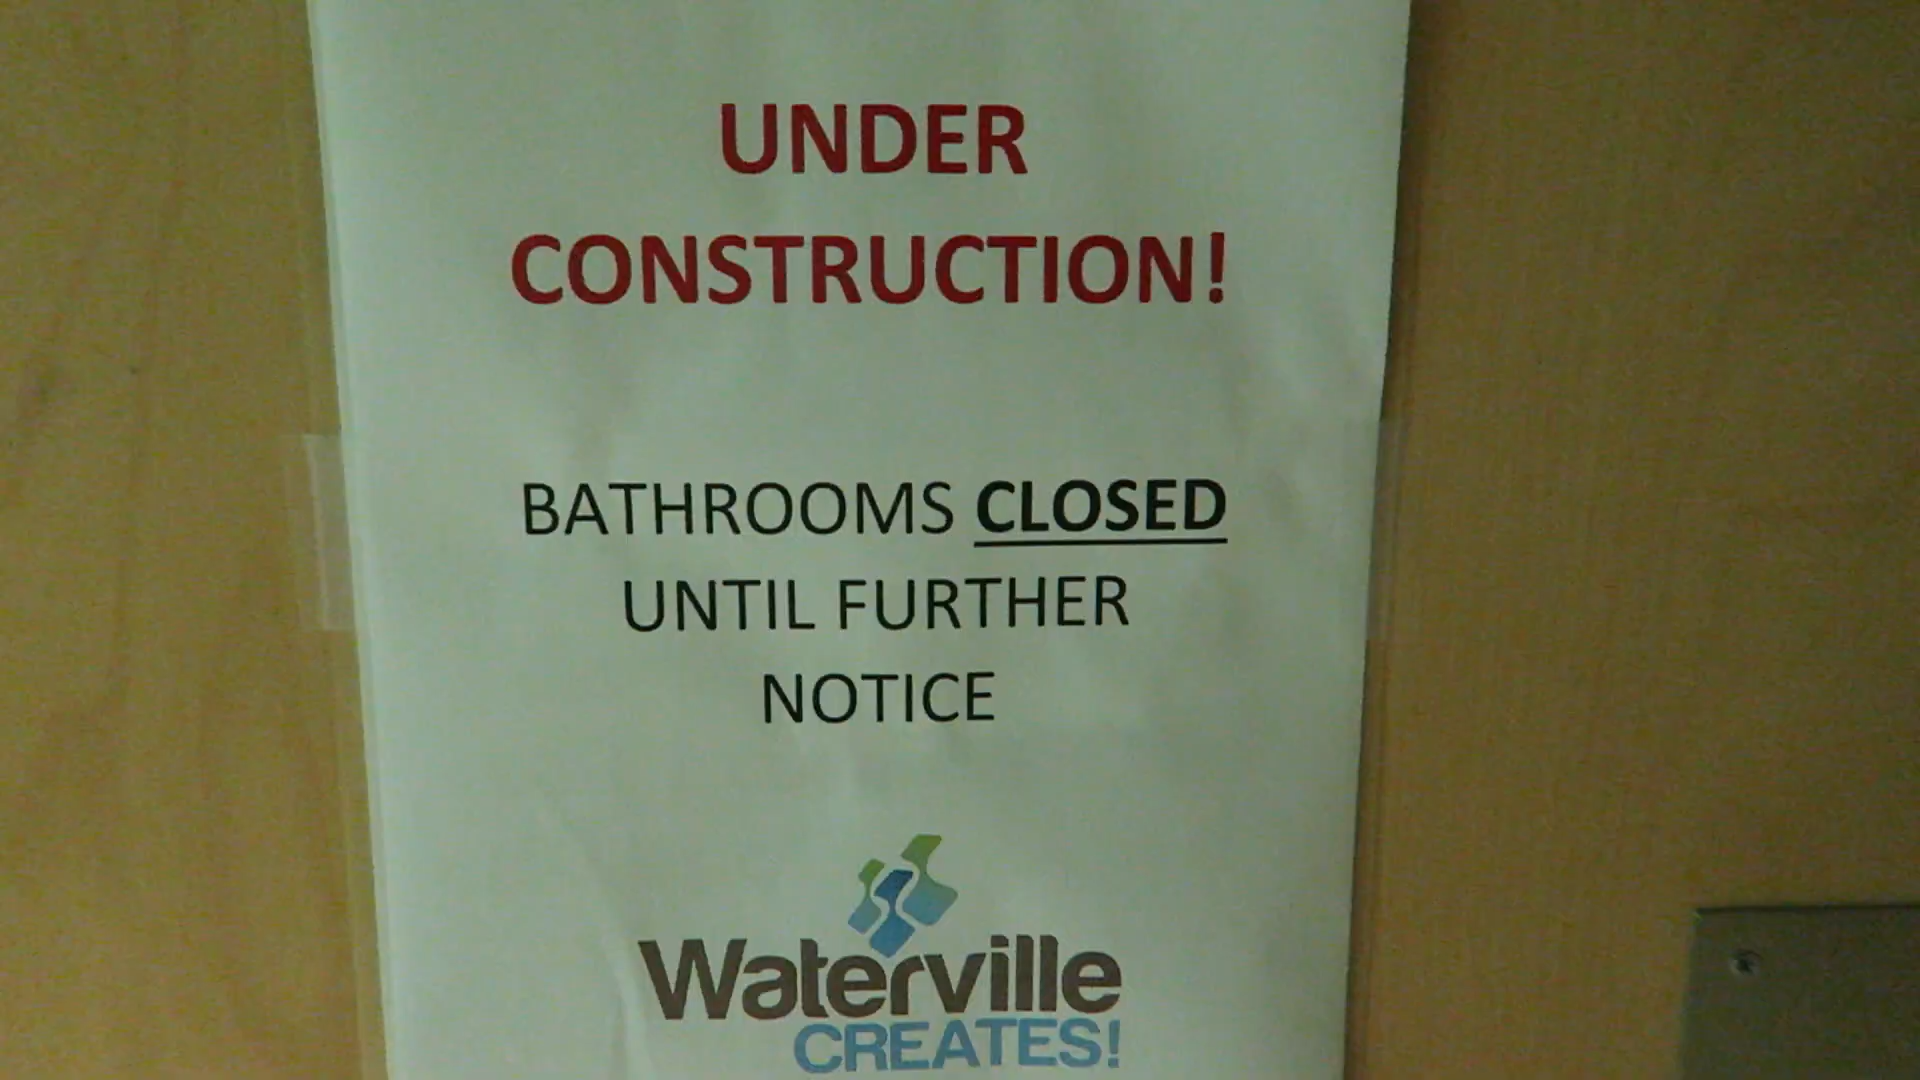 UNDER
CONSTRUCTION!
BATHROOMS CLOSED
UNTIL FURTHER
NOTICE
Waterville
CREATES!